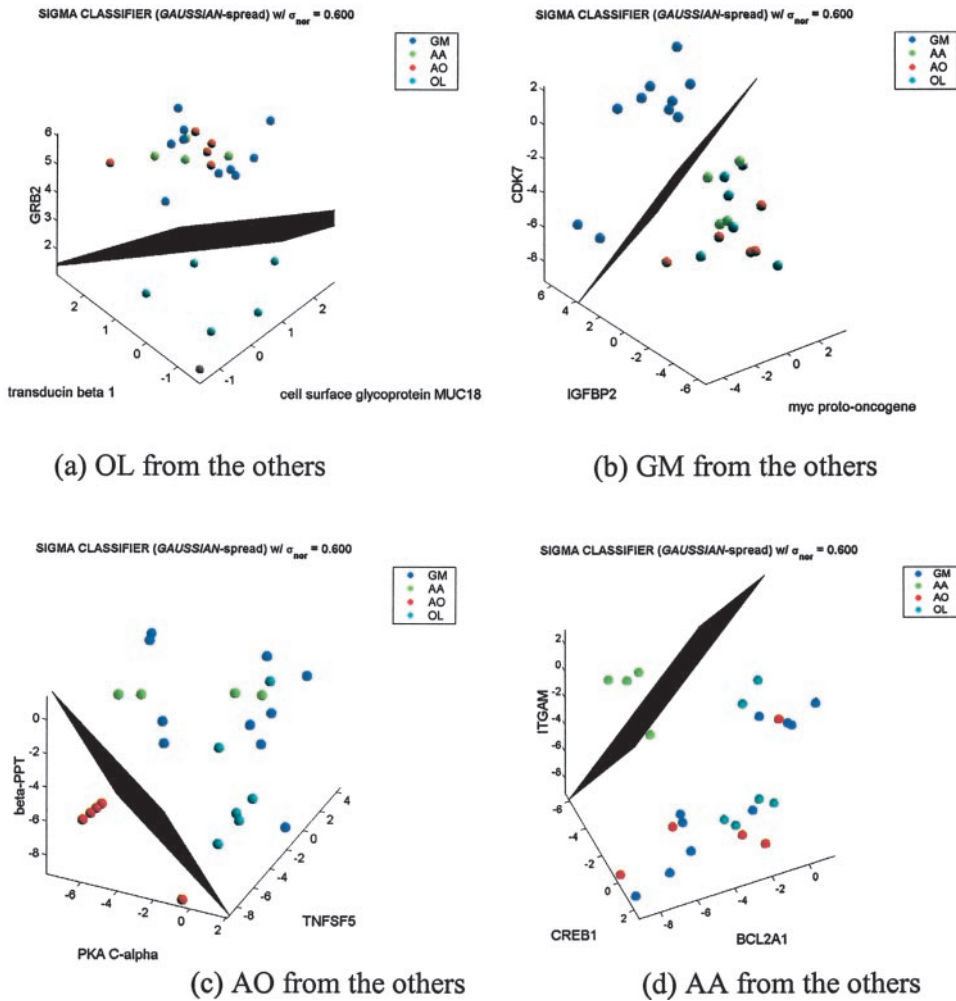 SIGMA CLASSIFIER (GAUSSIAN-spread) w/ σnor = 0.600
GM
AA
AO
OL
6
5
4
3
2
GRB2
2
1
0
-1
-1
0
1
2
transducin beta 1
cell surface glycoprotein MUC18
(a) OL from the others
SIGMA CLASSIFIER (GAUSSIAN-spread) w/ σnor = 0.600
GM
AA
AO
OL
2
0
-2
-4
-6
-8
CDK7
6
4
2
0
-2
-4
-6
-4
-2
0
2
IGFBP2
myc proto-oncogene
(b) GM from the others
SIGMA CLASSIFIER (GAUSSIAN-spread) w/ σnor = 0.600
GM
AA
AO
OL
0
-2
-4
-6
-8
beta-PPT
-6
-4
-2
0
2
-8
-6
-4
-2
0
2
4
PKA C-alpha
TNFSF5
(c) AO from the others
SIGMA CLASSIFIER (GAUSSIAN-spread) w/ σnor = 0.600
GM
AA
AO
OL
2
0
-2
-4
-6
-6
ITGAM
-6
-4
-2
0
2
-8
-6
-4
-2
0
CREB1
BCL2A1
(d) AA from the others